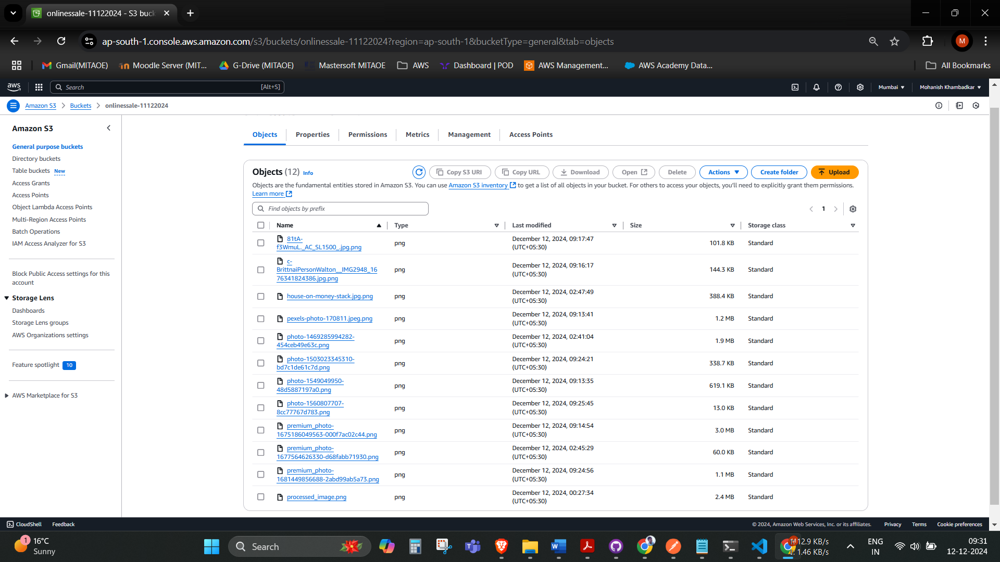 onlinessale-11122024 - S3 buck
ap-south-1.console.aws.amazon.com/s3/buckets/onlinessale-11122024?region=ap-south-1&bucketType=general&tab=objects
M
Gmail(MITAOE)
Moodle Server (MIT...
G-Drive (MITAOE)
Mastersoft MITAOE
AWS
Dashboard | POD
AWS Management...
AWS Academy Data...
All Bookmarks
aws
Search
[Alt+S]
Mumbai
Mohanish Khambadkar
Amazon S3
Buckets
onlinessale-11122024
Amazon S3
General purpose buckets
Directory buckets
Table buckets New
Access Grants
Access Points
Object Lambda Access Points
Multi-Region Access Points
Batch Operations
IAM Access Analyzer for S3
Block Public Access settings for this
account
Storage Lens
Dashboards
Storage Lens groups
AWS Organizations settings
Feature spotlight 10
AWS Marketplace for S3
Objects
Properties
Permissions
Metrics
Management
Access Points
Objects (12) Info
Copy S3 URI
Copy URL
Download
Open
Delete
Actions
Create folder
Upload
Objects are the fundamental entities stored in Amazon S3. You can use Amazon S3 inventory to get a list of all objects in your bucket. For others to access your objects, you'll need to explicitly grant them permissions.
Learn more
Find objects by prefix
1
Name
Type
Last modified
Size
Storage class
81tA-
f3WmuL._AC_SL1500_.jpg.png
png
December 12, 2024, 09:17:47
(UTC+05:30)
101.8 KB
Standard
c-
BrittnaiPersonWalton__IMG2948_16
76341824386.jpg.png
png
December 12, 2024, 09:16:17
(UTC+05:30)
144.3 KB
Standard
house-on-money-stack.jpg.png
png
December 12, 2024, 02:47:49
(UTC+05:30)
388.4 KB
Standard
pexels-photo-170811.jpeg.png
png
December 12, 2024, 09:13:41
(UTC+05:30)
1.2 MB
Standard
photo-1469285994282-
454ceb49e63c.png
png
December 12, 2024, 02:41:04
(UTC+05:30)
1.9 MB
Standard
photo-1503023345310-
bd7c1de61c7d.png
png
December 12, 2024, 09:24:21
(UTC+05:30)
338.7 KB
Standard
photo-1549049950-
48d5887197a0.png
png
December 12, 2024, 09:13:35
(UTC+05:30)
619.1 KB
Standard
photo-1560807707-
8cc77767d783.png
png
December 12, 2024, 09:25:45
(UTC+05:30)
13.0 KB
Standard
premium_photo-
1675186049563-000f7ac02c44.png
png
December 12, 2024, 09:14:54
(UTC+05:30)
3.0 MB
Standard
premium_photo-
1677564626330-d68fabb71930.png
png
December 12, 2024, 02:45:29
(UTC+05:30)
60.0 KB
Standard
premium_photo-
1681449856688-2abd99ab5a73.png
png
December 12, 2024, 09:24:56
(UTC+05:30)
1.1 MB
Standard
processed_image.png
png
December 12, 2024, 00:27:34
(UTC+05:30)
2.4 MB
Standard
CloudShell
Feedback
© 2024, Amazon Web Services, Inc. or its affiliates.
Privacy
Terms
Cookie preferences
1
16°C
Sunny
Search
12.9 KB/s
1.46 KB/s
ENG
IN
09:31
12-12-2024